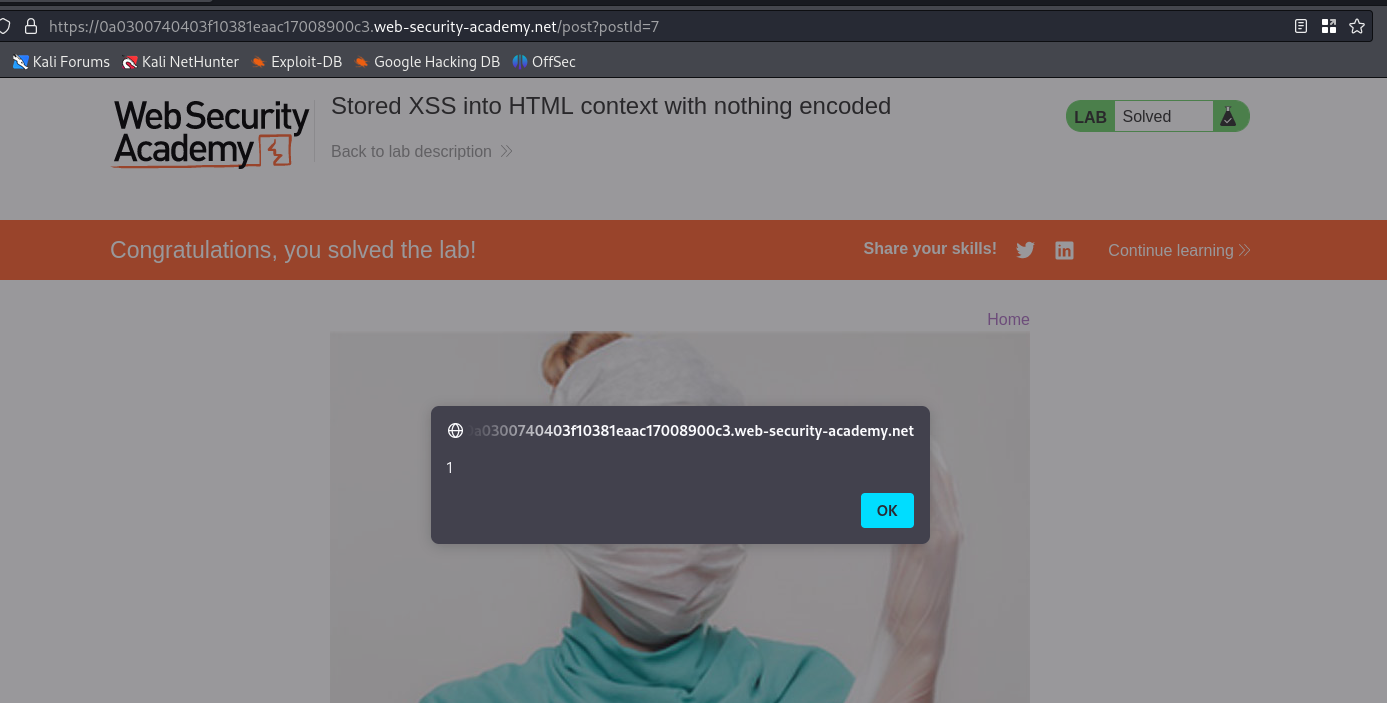 https://0a0300740403f10381eaac17008900c3.web-security-academy.net/post?postId=7
Kali Forums Kali NetHunter Exploit-DB Google Hacking DB OffSec
Web Security
Academy
Stored XSS into HTML context with nothing encoded
Back to lab description
LAB Solved
Congratulations, you solved the lab!
Share your skills!
Continue learning
Home
0a0300740403f10381eaac17008900c3.web-security-academy.net
1
OK